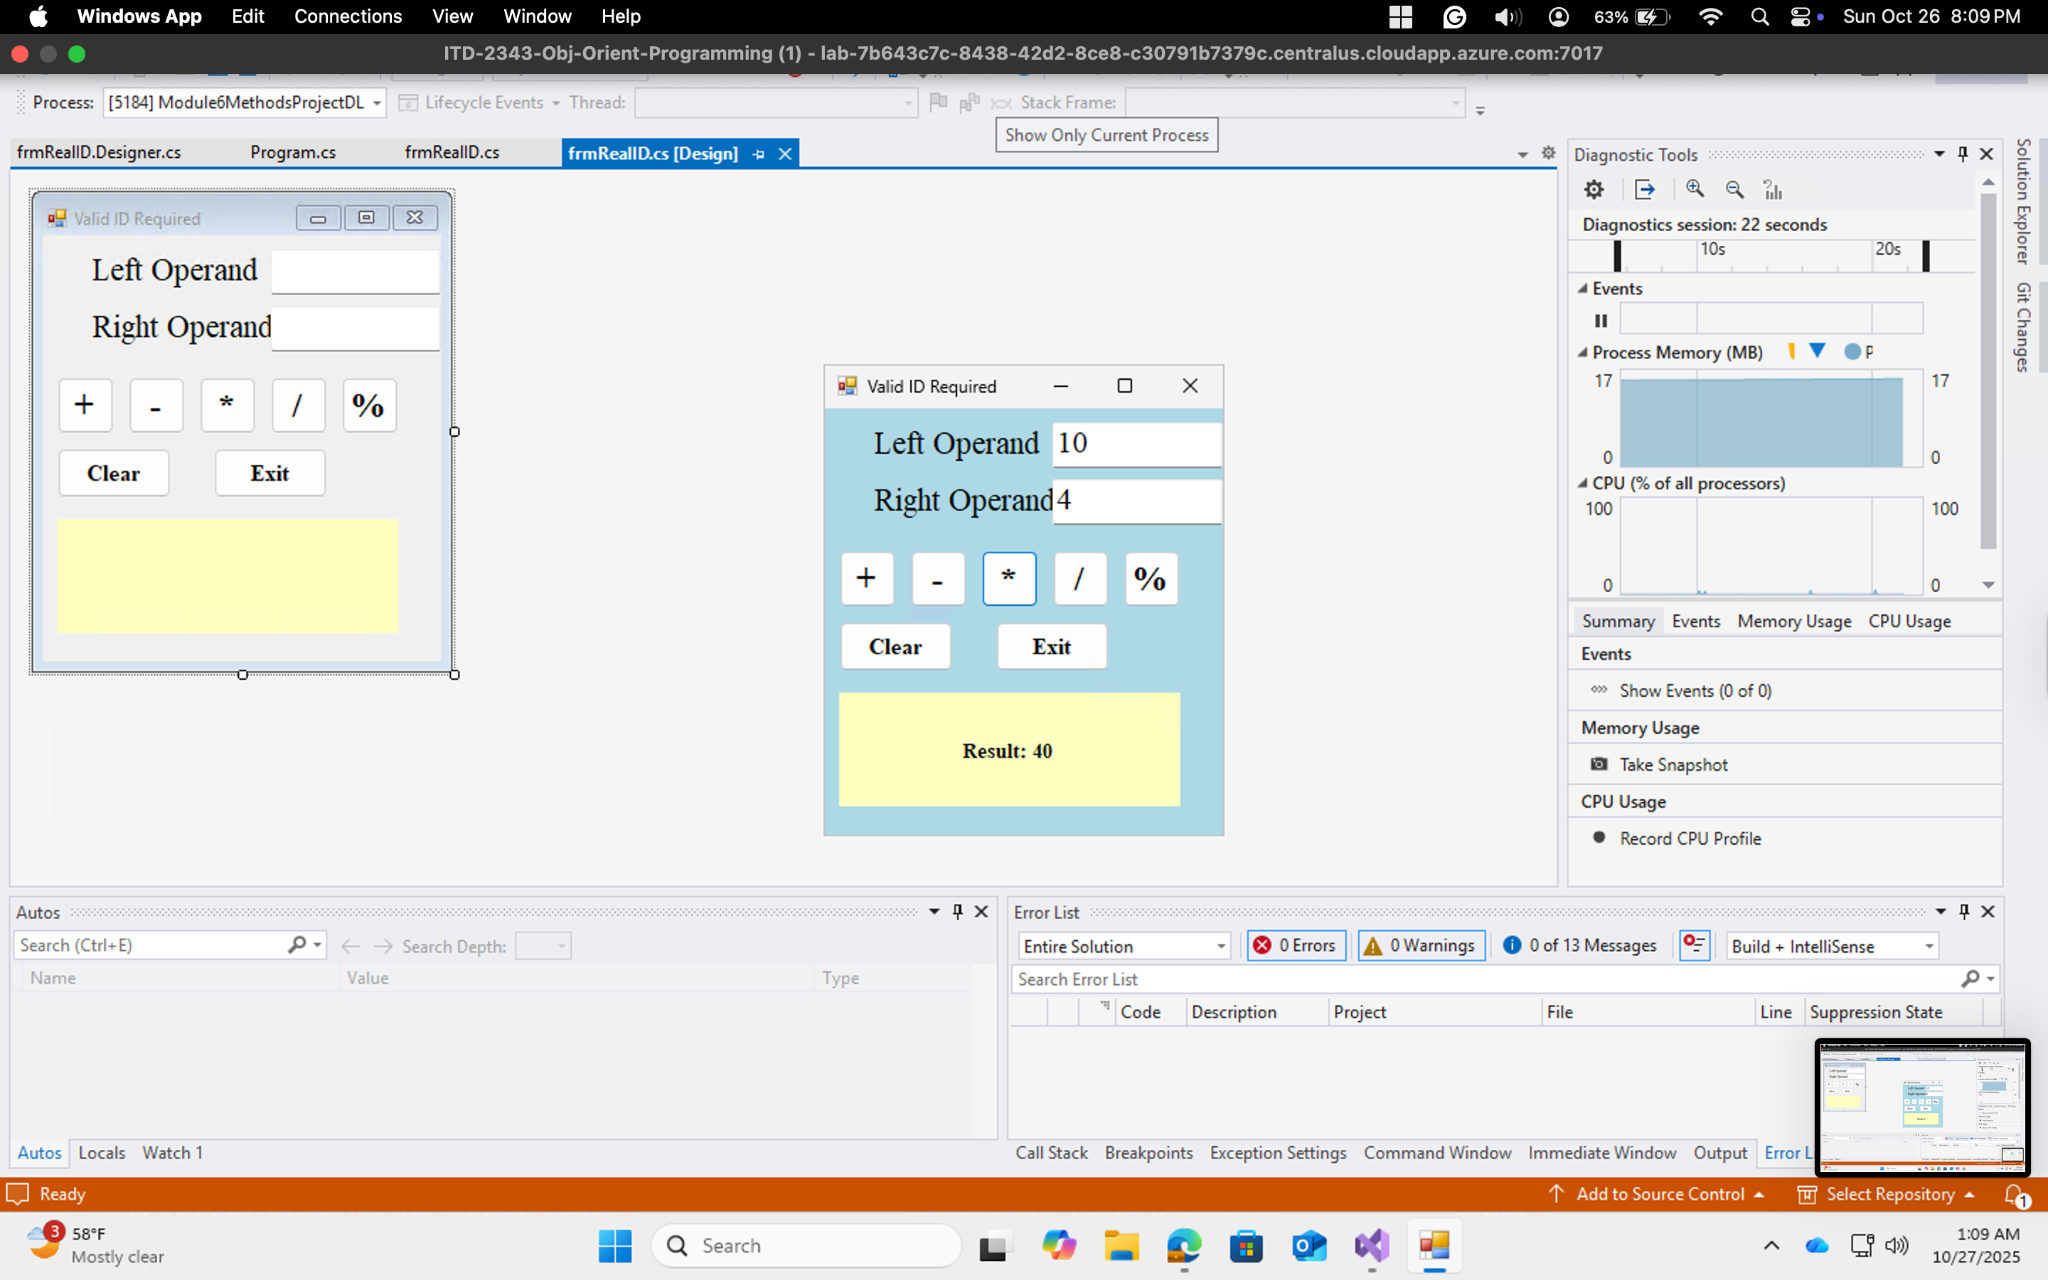 Windows App Edit Connections View Window Help 63% Sun Oct 26 8:09 PM
ITD-2343-Obj-Orient-Programming (1) - lab-7b643c7c-8438-42d2-8ce8-c30791b7379c.centralus.cloudapp.azure.com:7017
Process: [5184] Module6MethodsProjectDL Lifecycle Events Thread: Stack Frame:
Show Only Current Process
frmRealID.Designer.cs Program.cs frmRealID.cs frmRealID.cs [Design]
Valid ID Required
Left Operand
Right Operand
+ - * / %
Clear Exit
Valid ID Required
Left Operand 10
Right Operand 4
+ - * / %
Clear Exit
Result: 40
Diagnostic Tools
Diagnostics session: 22 seconds
10s 20s
Events
Process Memory (MB) P
17 17
0 0
CPU (% of all processors)
100 100
0 0
Summary Events Memory Usage CPU Usage
Events
Show Events (0 of 0)
Memory Usage
Take Snapshot
CPU Usage
Record CPU Profile
Solution Explorer
Git Changes
Autos
Search (Ctrl+E) Search Depth:
Name Value Type
Autos Locals Watch 1
Error List
Entire Solution 0 Errors 0 Warnings 0 of 13 Messages Build + IntelliSense
Search Error List
Code Description Project File Line Suppression State
Call Stack Breakpoints Exception Settings Command Window Immediate Window Output Error Li
Ready Add to Source Control Select Repository 1
3 58°F
Mostly clear
Search
1:09 AM
10/27/2025